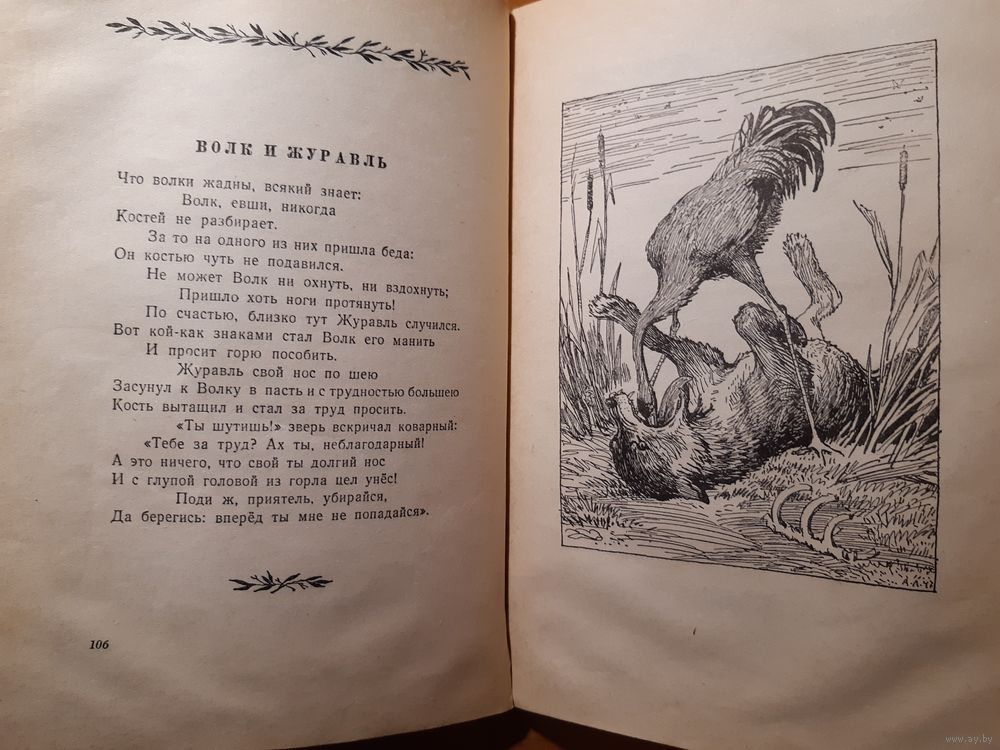 ВОЛК И ЖУРАВЛЬ
Что волки жадны, всякий знает:
Волк, евши, никогда
Костей не разбирает.
За то на одного из них пришла беда:
Он костью чуть не подавился.
Не может Волк ни охнуть, ни вздохнуть;
Пришло хоть ноги протянуть!
По счастью, близко тут Журавль случился.
Вот кой-как знаками стал Волк его манить
И просит горю пособить.
Журавль свой нос по шею
Засунул к Волку в пасть и с трудностью большею
Кость вытащил и стал за труд просить.
«Ты шутишь!» зверь вскричал коварный:
«Тебе за труд? Ах ты, неблагодарный!
А это ничего, что свой ты долгий нос
И с глупой головой из горла цел унёс!
Поди ж, приятель, убирайся,
Да берегись: вперёд ты мне не попадайся».
106
www.ay.by